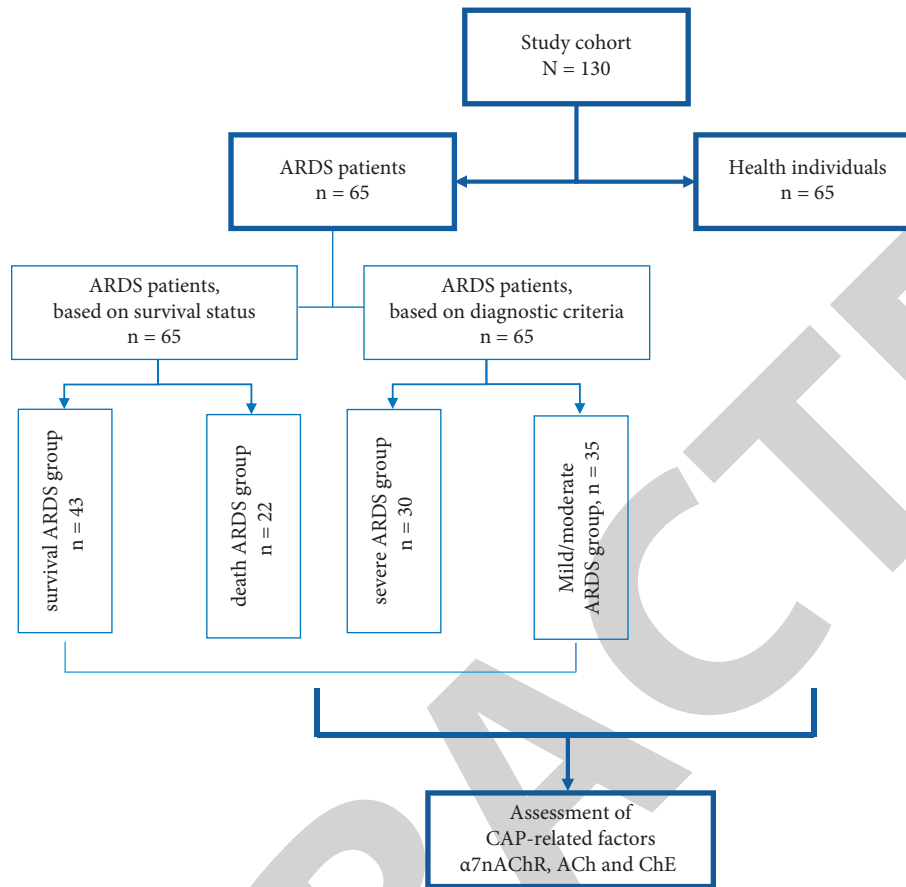 Study cohort
N = 130
ARDS patients
n = 65
Health individuals
n = 65
ARDS patients,
based on survival status
n = 65
ARDS patients,
based on diagnostic criteria
n = 65
survival ARDS group
n = 43
death ARDS group
n = 22
severe ARDS group
n = 30
Mild/moderate
ARDS group, n = 35
Assessment of
CAP-related factors
α7nAChR, ACh and ChE